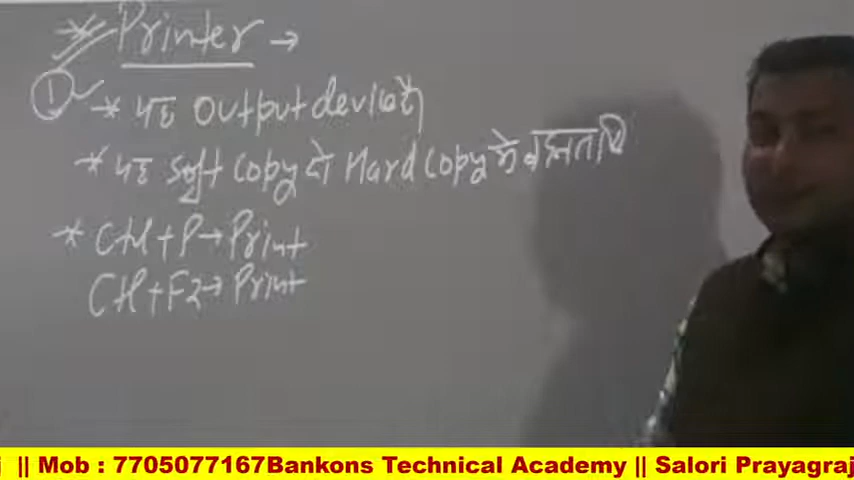 * Printer →
① * यह Output device है
* यह soft copy को Hard copy में बदलता है
* Ctrl + P → Print
Ctrl + F2 → Print
|| Mob : 7705077167Bankons Technical Academy || Salori Prayagraj